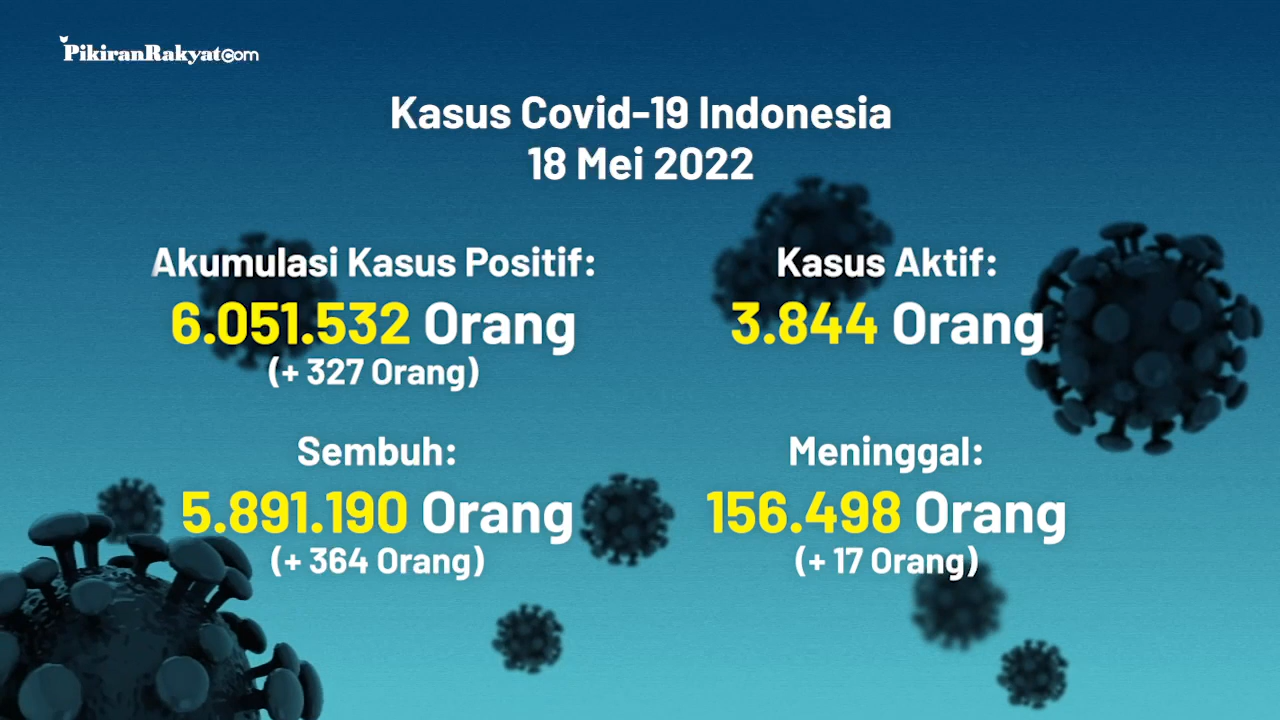 PikiranRakyat.com
Kasus Covid-19 Indonesia
18 Mei 2022
Akumulasi Kasus Positif:
6.051.532 Orang
(+ 327 Orang)
Kasus Aktif:
3.844 Orang
Sembuh:
5.891.190 Orang
(+ 364 Orang)
Meninggal:
156.498 Orang
(+ 17 Orang)